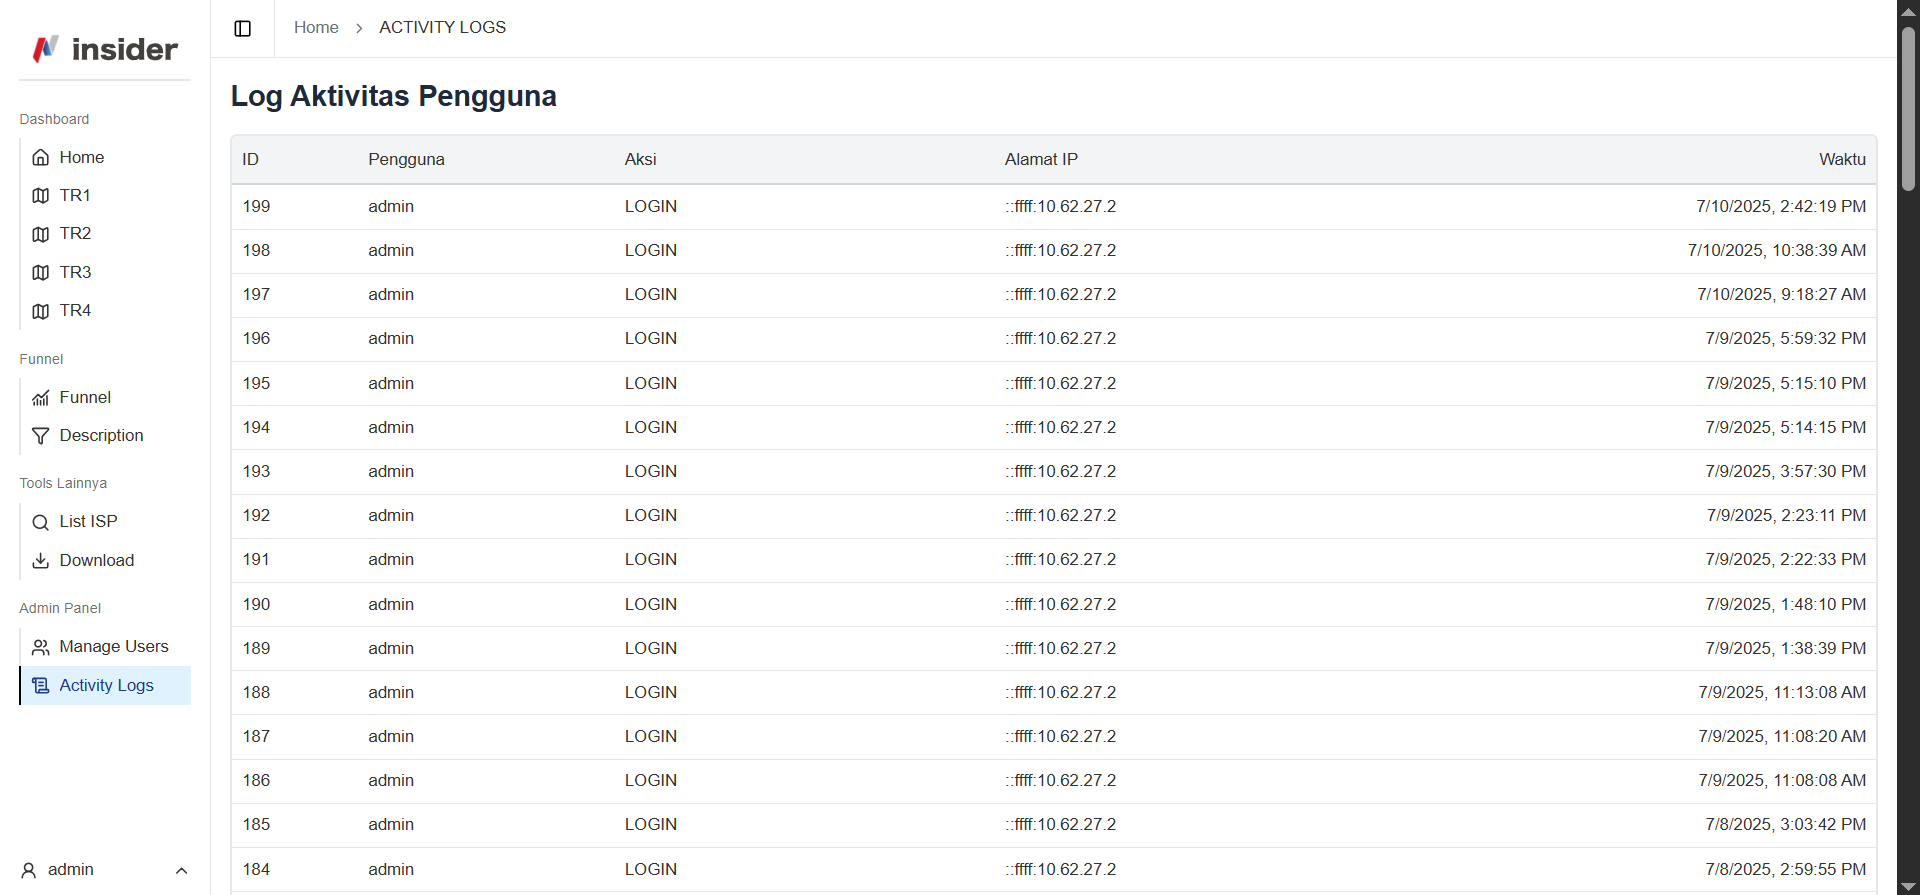 insider
Dashboard
Home
TR1
TR2
TR3
TR4
Funnel
Funnel
Description
Tools Lainnya
List ISP
Download
Admin Panel
Manage Users
Activity Logs
admin
Home > ACTIVITY LOGS
Log Aktivitas Pengguna
ID Pengguna Aksi Alamat IP Waktu
199 admin LOGIN ::ffff:10.62.27.2 7/10/2025, 2:42:19 PM
198 admin LOGIN ::ffff:10.62.27.2 7/10/2025, 10:38:39 AM
197 admin LOGIN ::ffff:10.62.27.2 7/10/2025, 9:18:27 AM
196 admin LOGIN ::ffff:10.62.27.2 7/9/2025, 5:59:32 PM
195 admin LOGIN ::ffff:10.62.27.2 7/9/2025, 5:15:10 PM
194 admin LOGIN ::ffff:10.62.27.2 7/9/2025, 5:14:15 PM
193 admin LOGIN ::ffff:10.62.27.2 7/9/2025, 3:57:30 PM
192 admin LOGIN ::ffff:10.62.27.2 7/9/2025, 2:23:11 PM
191 admin LOGIN ::ffff:10.62.27.2 7/9/2025, 2:22:33 PM
190 admin LOGIN ::ffff:10.62.27.2 7/9/2025, 1:48:10 PM
189 admin LOGIN ::ffff:10.62.27.2 7/9/2025, 1:38:39 PM
188 admin LOGIN ::ffff:10.62.27.2 7/9/2025, 11:13:08 AM
187 admin LOGIN ::ffff:10.62.27.2 7/9/2025, 11:08:20 AM
186 admin LOGIN ::ffff:10.62.27.2 7/9/2025, 11:08:08 AM
185 admin LOGIN ::ffff:10.62.27.2 7/8/2025, 3:03:42 PM
184 admin LOGIN ::ffff:10.62.27.2 7/8/2025, 2:59:55 PM